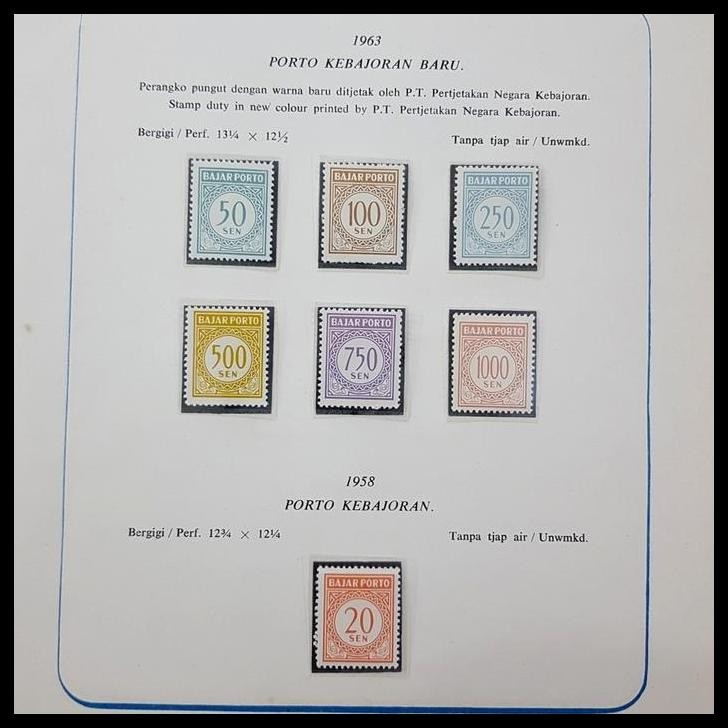 1963
PORTO KEBAJORAN BARU.
Perangko pungut dengan warna baru ditjetak oleh P.T. Pertjetakan Negara Kebajoran.
Stamp duty in new colour printed by P.T. Pertjetakan Negara Kebajoran.
Bergigi / Perf. 13¼ × 12½ Tanpa tjap air / Unwmkd.
BAJAR PORTO
50
SEN
BAJAR PORTO
100
SEN
BAJAR PORTO
250
SEN
BAJAR PORTO
500
SEN
BAJAR PORTO
750
SEN
BAJAR PORTO
1000
SEN
1958
PORTO KEBAJORAN.
Bergigi / Perf. 12¾ × 12¼ Tanpa tjap air / Unwmkd.
BAJAR PORTO
20
SEN